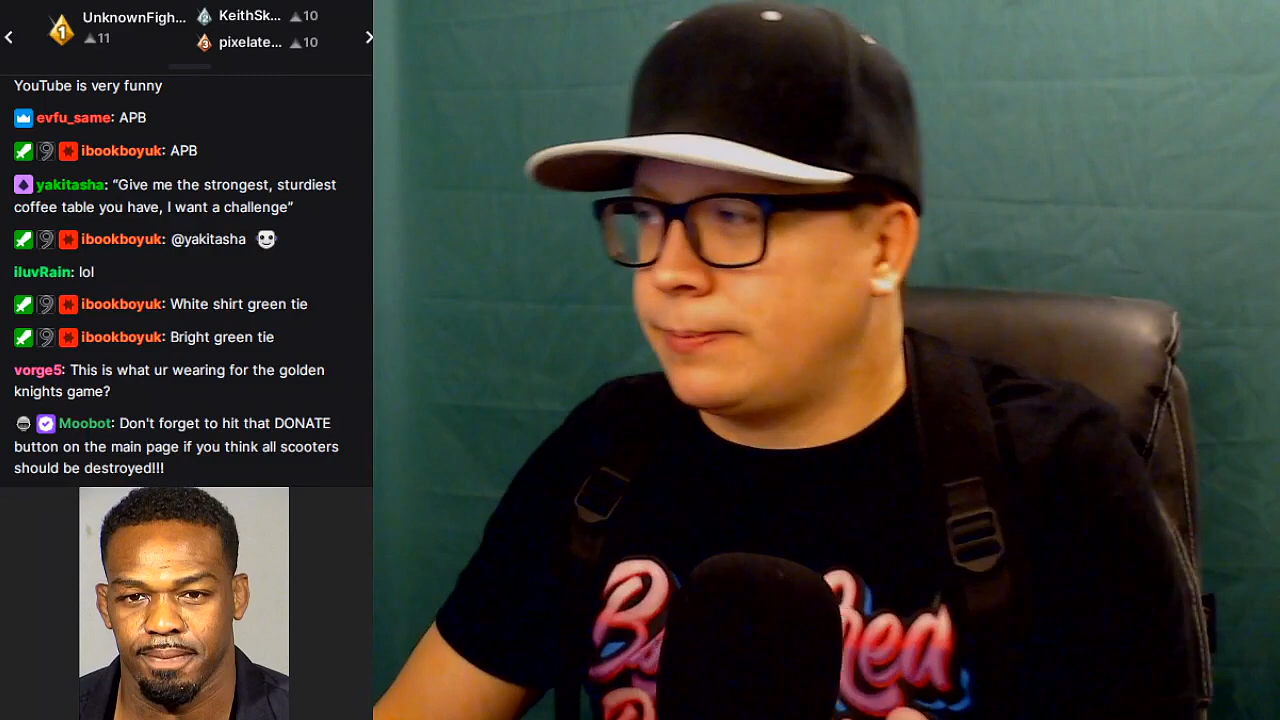 UnknownFigh...
11
KeithSk...
10
pixelate...
10
1
2
3
YouTube is very funny
evfu_same: APB
ibookboyuk: APB
yakitasha: “Give me the strongest, sturdiest
coffee table you have, I want a challenge”
ibookboyuk: @yakitasha
iluvRain: lol
ibookboyuk: White shirt green tie
ibookboyuk: Bright green tie
vorge5: This is what ur wearing for the golden
knights game?
Moobot: Don't forget to hit that DONATE
button on the main page if you think all scooters
should be destroyed!!!